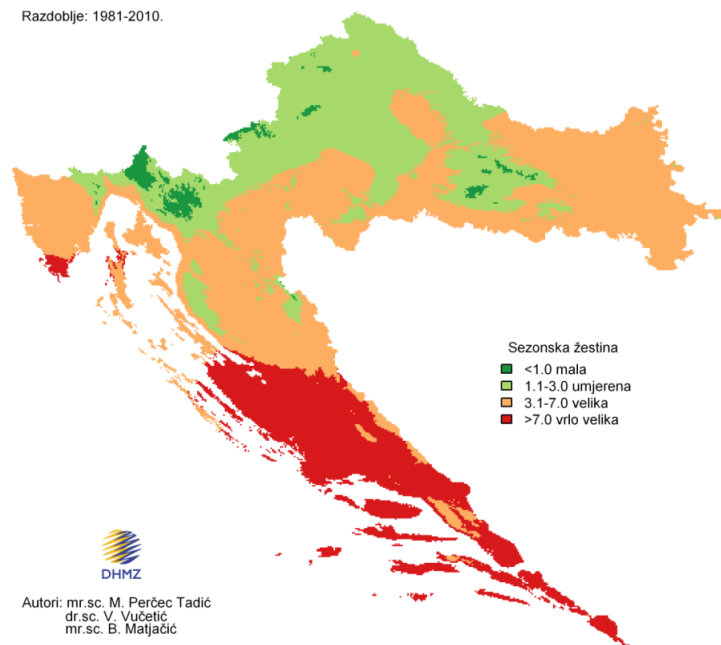 Razdoblje: 1981-2010.
Sezonska žestina
<1.0 mala
1.1-3.0 umjerena
3.1-7.0 velika
>7.0 vrlo velika
DHMZ
Autori: mr.sc. M. Perčec Tadić
dr.sc. V. Vučetić
mr.sc. B. Matjačić